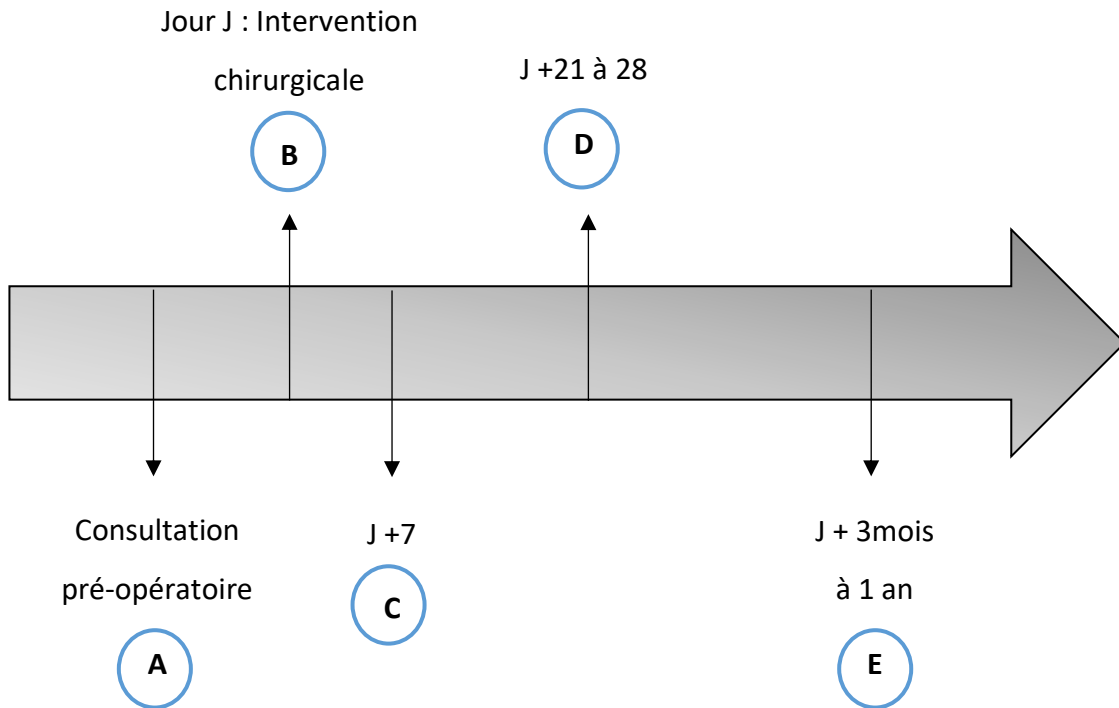 Jour J : Intervention
chirurgicale
B
J +21 à 28
D
Consultation
pré-opératoire
A
J +7
C
J + 3mois
à 1 an
E